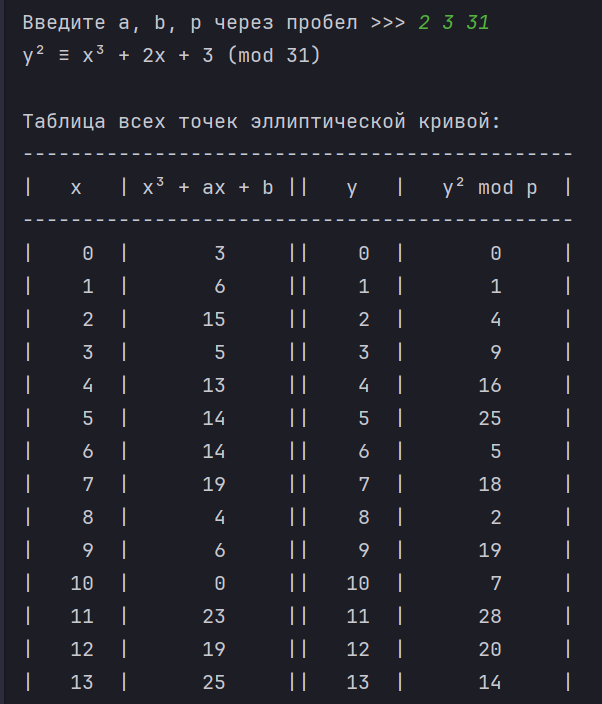 Введите a, b, p через пробел >>> 2 3 31
y² ≡ x³ + 2x + 3 (mod 31)
Таблица всех точек эллиптической кривой:
----------------------------------------------
|   x   | x³ + ax + b ||   y   |   y² mod p  |
----------------------------------------------
|    0  |       3     ||    0  |       0     |
|    1  |       6     ||    1  |       1     |
|    2  |      15     ||    2  |       4     |
|    3  |       5     ||    3  |       9     |
|    4  |      13     ||    4  |      16     |
|    5  |      14     ||    5  |      25     |
|    6  |      14     ||    6  |       5     |
|    7  |      19     ||    7  |      18     |
|    8  |       4     ||    8  |       2     |
|    9  |       6     ||    9  |      19     |
|   10  |       0     ||   10  |       7     |
|   11  |      23     ||   11  |      28     |
|   12  |      19     ||   12  |      20     |
|   13  |      25     ||   13  |      14     |